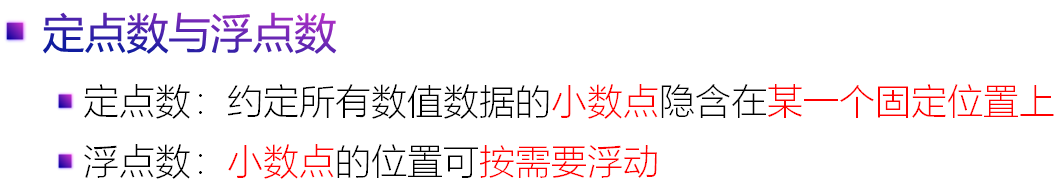 定点数与浮点数
定点数：约定所有数值数据的小数点隐含在某一个固定位置上
浮点数：小数点的位置可按需要浮动